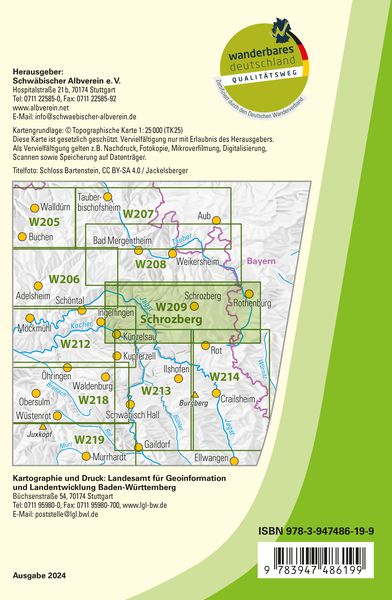 wanderbares
deutschland
QUALITÄTSWEG
Zertifiziert durch den Deutschen Wanderverband
Herausgeber:
Schwäbischer Albverein e. V.
Hospitalstraße 21 b, 70174 Stuttgart
Tel: 0711 22585-0, Fax: 0711 22585-92
www.albverein.net
E-Mail: info@schwaebischer-albverein.de
Kartengrundlage: © Topographische Karte 1: 25 000 (TK25)
Diese Karte ist gesetzlich geschützt. Vervielfältigung nur mit Erlaubnis des Herausgebers.
Als Vervielfältigung gelten z.B. Nachdruck, Fotokopie, Mikroverfilmung, Digitalisierung,
Scannen sowie Speicherung auf Datenträger.
Titelfoto: Schloss Bartenstein, CC BY-SA 4.0 / Jackelsberger
Tauber-
bischofsheim
Walldürn
W205
W207
Aub
Buchen
Bad Mergentheim
Tauber
W208
Weikersheim
Bayern
W206
Adelsheim
Schrozberg
Rothenburg
Schöntal
Jagst
W209
Ingelfingen
Schrozberg
Möckmühl
Kocher
Künzelsau
W212
Kupferzell
Rot
Wörnitz
Öhringen
Ilshofen
W214
Waldenburg
W213
Brettach
Obersulm
W218
Burgberg
Crailsheim
Wüstenrot
Schwäbisch Hall
Bühler
Juxkopf
W219
Jagst
Murr
Gaildorf
Murrhardt
Ellwangen
Kartographie und Druck: Landesamt für Geoinformation
und Landentwicklung Baden-Württemberg
Büchsenstraße 54, 70174 Stuttgart
Tel: 0711 95980-0, Fax: 0711 95980-700, www.lgl-bw.de
E-Mail: poststelle@lgl.bwl.de
ISBN 978-3-947486-19-9
9 783947 486199
Ausgabe 2024